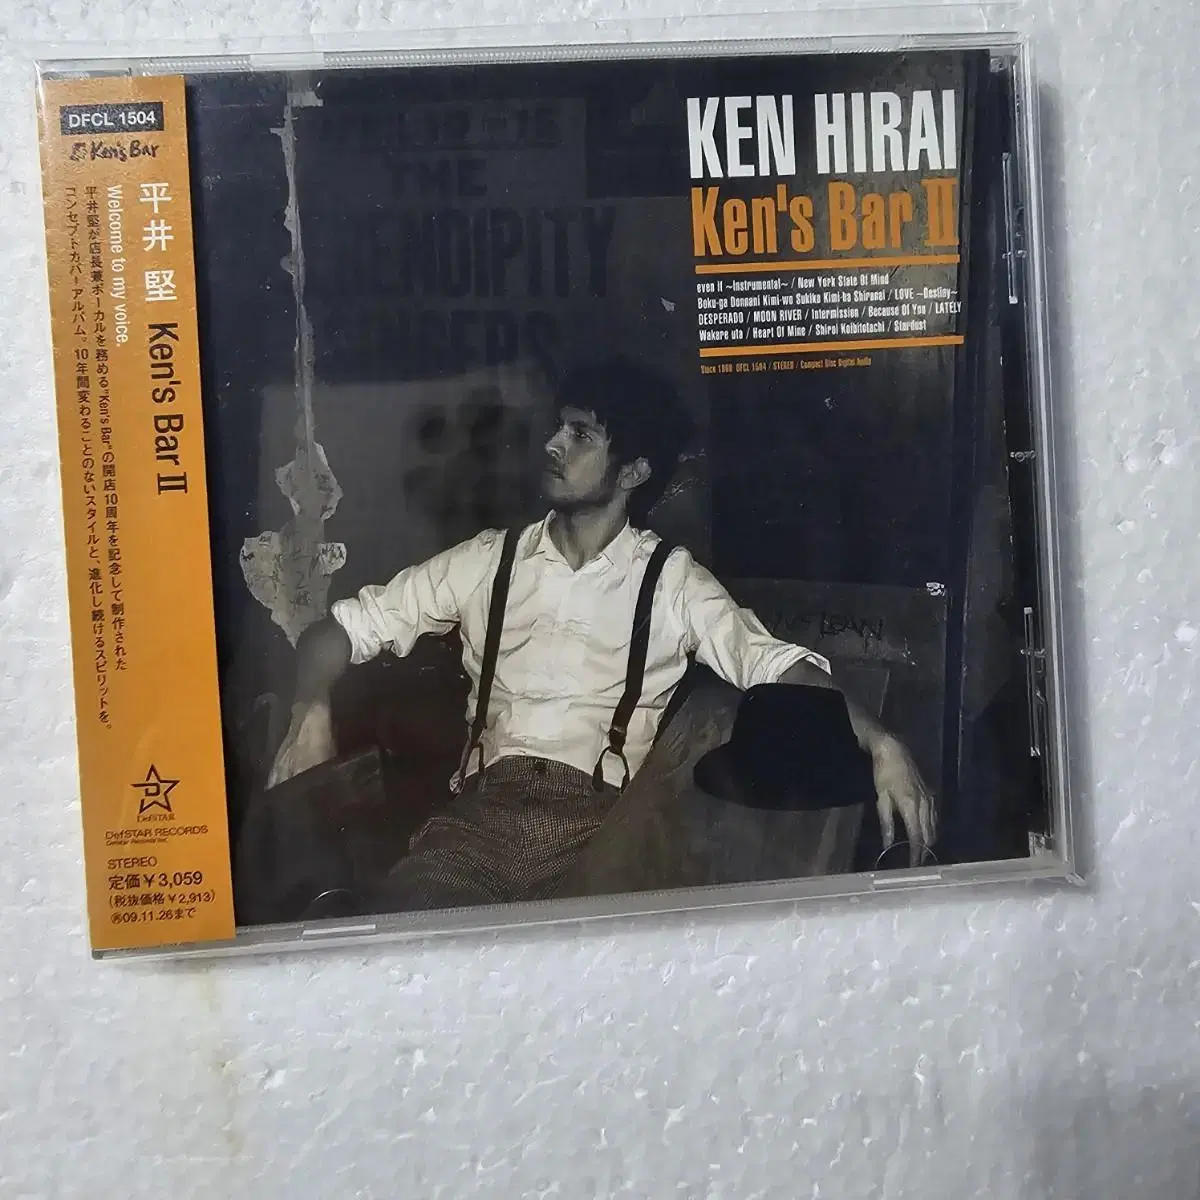 DFCL 1504
Ken's Bar
平井 堅 Ken's Bar II
Welcome to my voice.
平井堅が店長兼ボーカルを務める"Ken's Bar"の開店10周年を記念して制作された
コンセプトカバーアルバム。10年間変わることのないスタイルと、進化し続けるスピリットを。
DefSTAR
DefSTAR RECORDS
Defstar Records Inc.
STEREO
定価¥3,059
(税抜価格¥2,913)
09.11.26まで
KEN HIRAI
Ken's Bar II
even if ~Instrumental~ / New York State Of Mind
Boku-ga Donnani Kimi-wo Sukika Kimi-ha Shiranai / LOVE ~Destiny~
DESPERADO / MOON RIVER / Intermission / Because Of You / LATELY
Wakare uta / Heart Of Mine / Shiroi Koibitotachi / Stardust
Since 1998 DFCL 1504 / STEREO / Compact Disc Digital Audio
THE